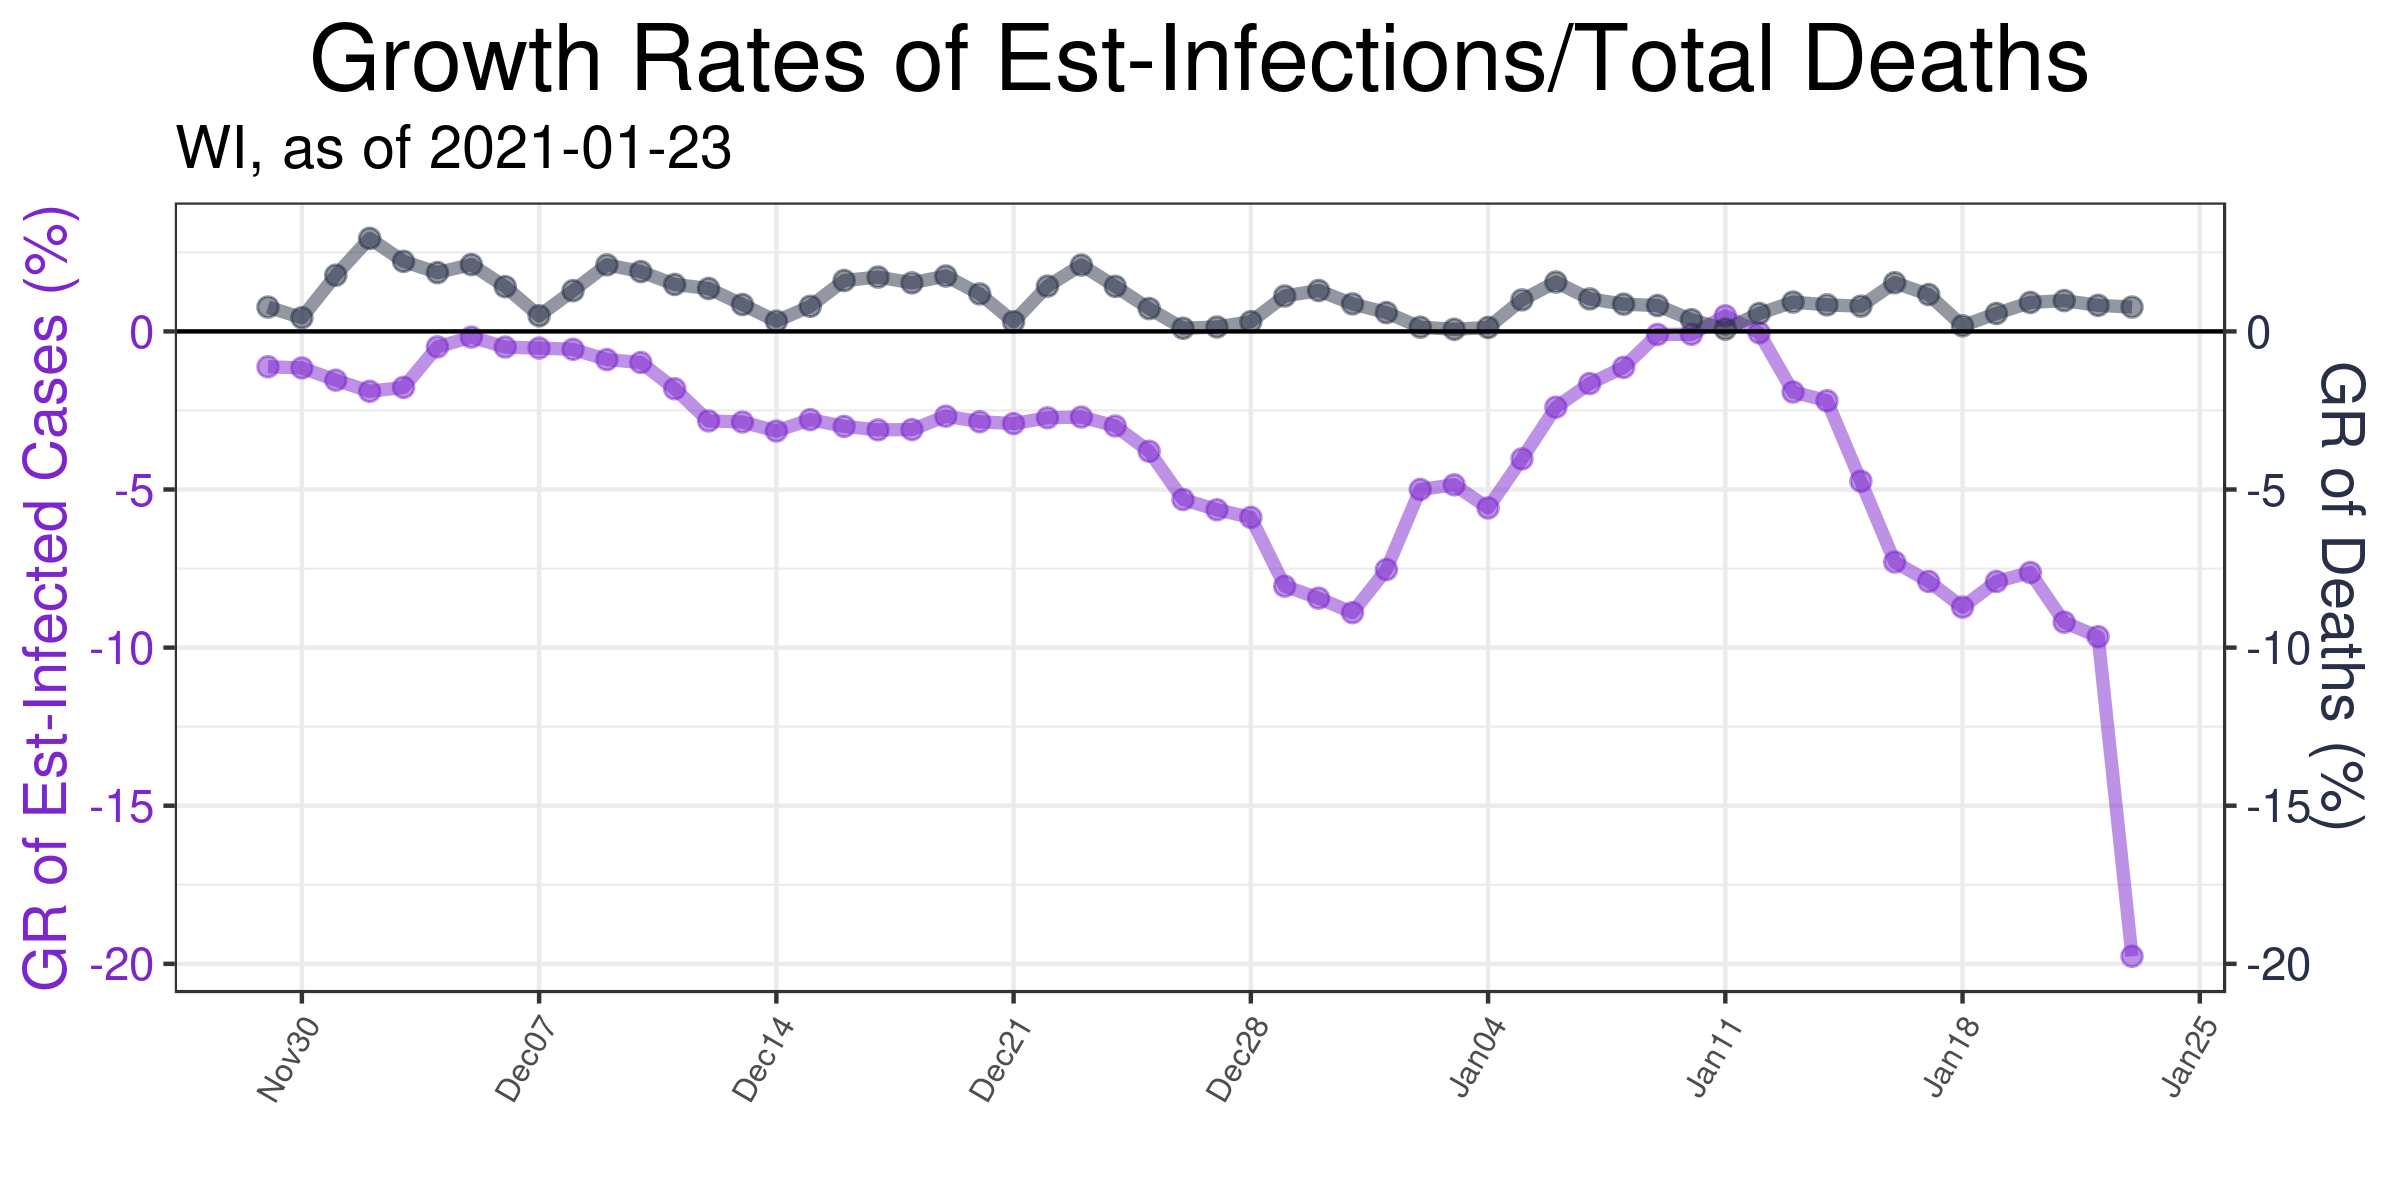 Growth Rates of Est-Infections/Total Deaths
WI, as of 2021-01-23
GR of Est-Infected Cases (%)
0
-5
-10
-15
-20
0
-5
-10
-15
-20
GR of Deaths (%)
Nov30 Dec07 Dec14 Dec21 Dec28 Jan04 Jan11 Jan18 Jan25